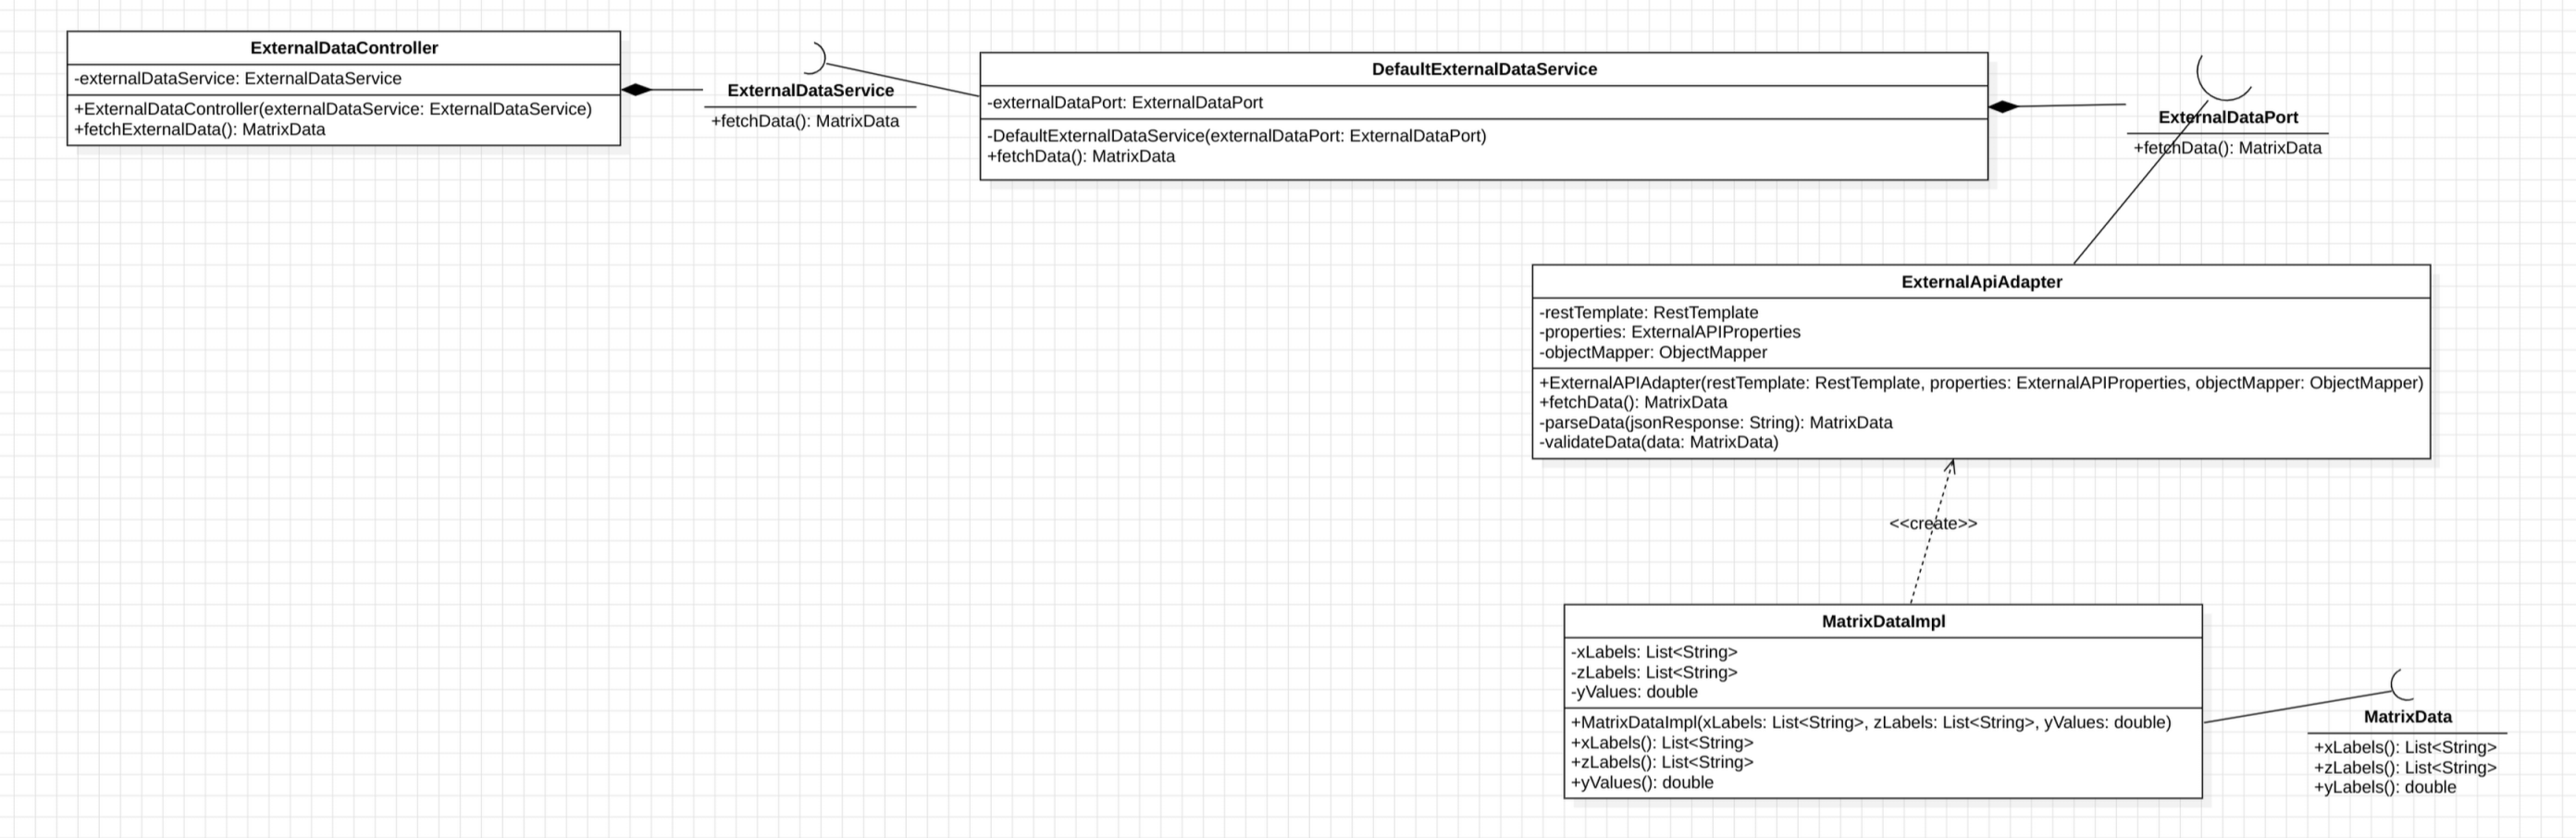 ExternalDataController
-externalDataService: ExternalDataService
+ExternalDataController(externalDataService: ExternalDataService)
+fetchExternalData(): MatrixData
ExternalDataService
+fetchData(): MatrixData
DefaultExternalDataService
-externalDataPort: ExternalDataPort
-DefaultExternalDataService(externalDataPort: ExternalDataPort)
+fetchData(): MatrixData
ExternalDataPort
+fetchData(): MatrixData
ExternalApiAdapter
-restTemplate: RestTemplate
-properties: ExternalAPIProperties
-objectMapper: ObjectMapper
+ExternalAPIAdapter(restTemplate: RestTemplate, properties: ExternalAPIProperties, objectMapper: ObjectMapper)
+fetchData(): MatrixData
-parseData(jsonResponse: String): MatrixData
-validateData(data: MatrixData)
<<create>>
MatrixDataImpl
-xLabels: List<String>
-zLabels: List<String>
-yValues: double
+MatrixDataImpl(xLabels: List<String>, zLabels: List<String>, yValues: double)
+xLabels(): List<String>
+zLabels(): List<String>
+yValues(): double
MatrixData
+xLabels(): List<String>
+zLabels(): List<String>
+yLabels(): double